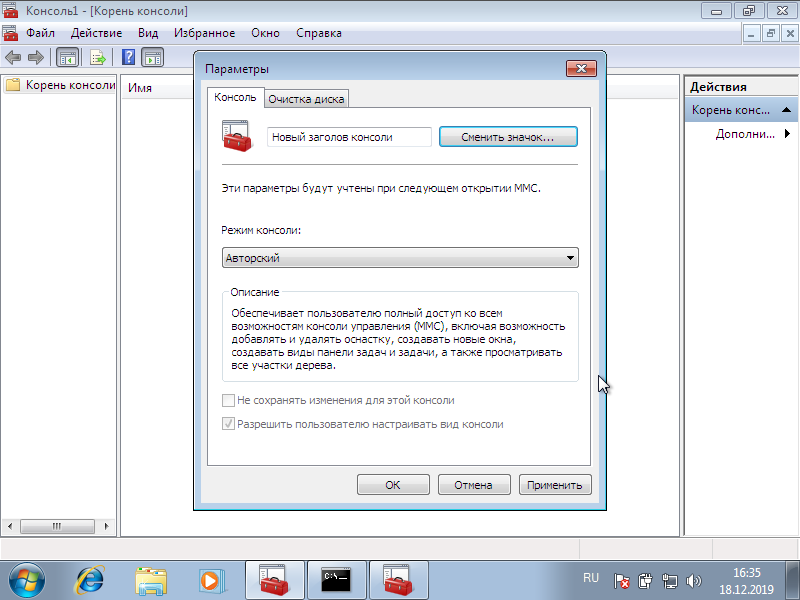 Консоль1 - [Корень консоли]
Файл Действие Вид Избранное Окно Справка
Корень консоли
Имя
Действия
Корень конс...
Дополни...
Параметры
Консоль
Очистка диска
Новый заголов консоли
Сменить значок...
Эти параметры будут учтены при следующем открытии MMC.
Режим консоли:
Авторский
Описание
Обеспечивает пользователю полный доступ ко всем
возможностям консоли управления (MMC), включая возможность
добавлять и удалять оснастку, создавать новые окна,
создавать виды панели задач и задачи, а также просматривать
все участки дерева.
Не сохранять изменения для этой консоли
Разрешить пользователю настраивать вид консоли
ОК
Отмена
Применить
C:\_
RU
16:35
18.12.2019